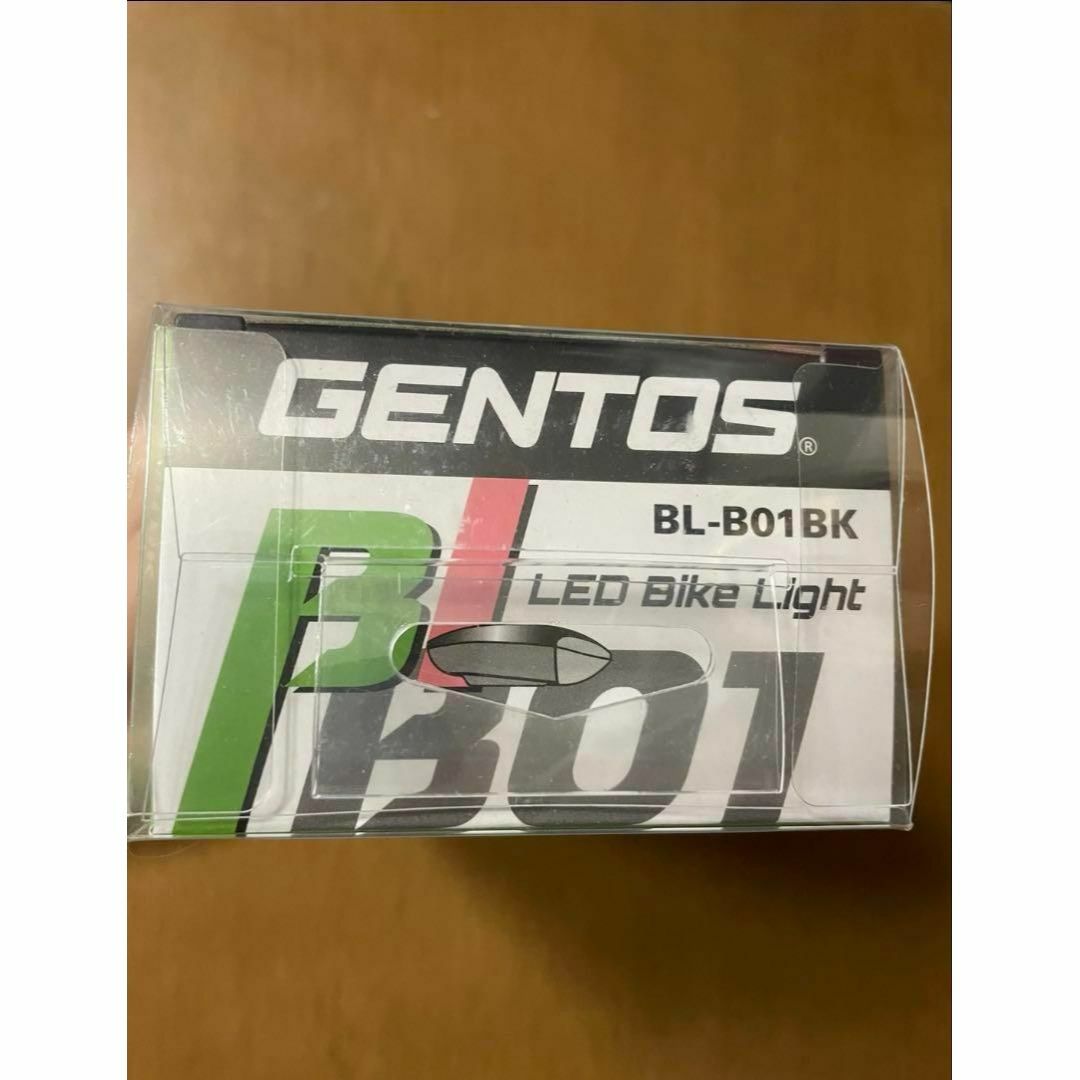 GENTOS®
BL-B01BK
BL
LED Bike Light
B01